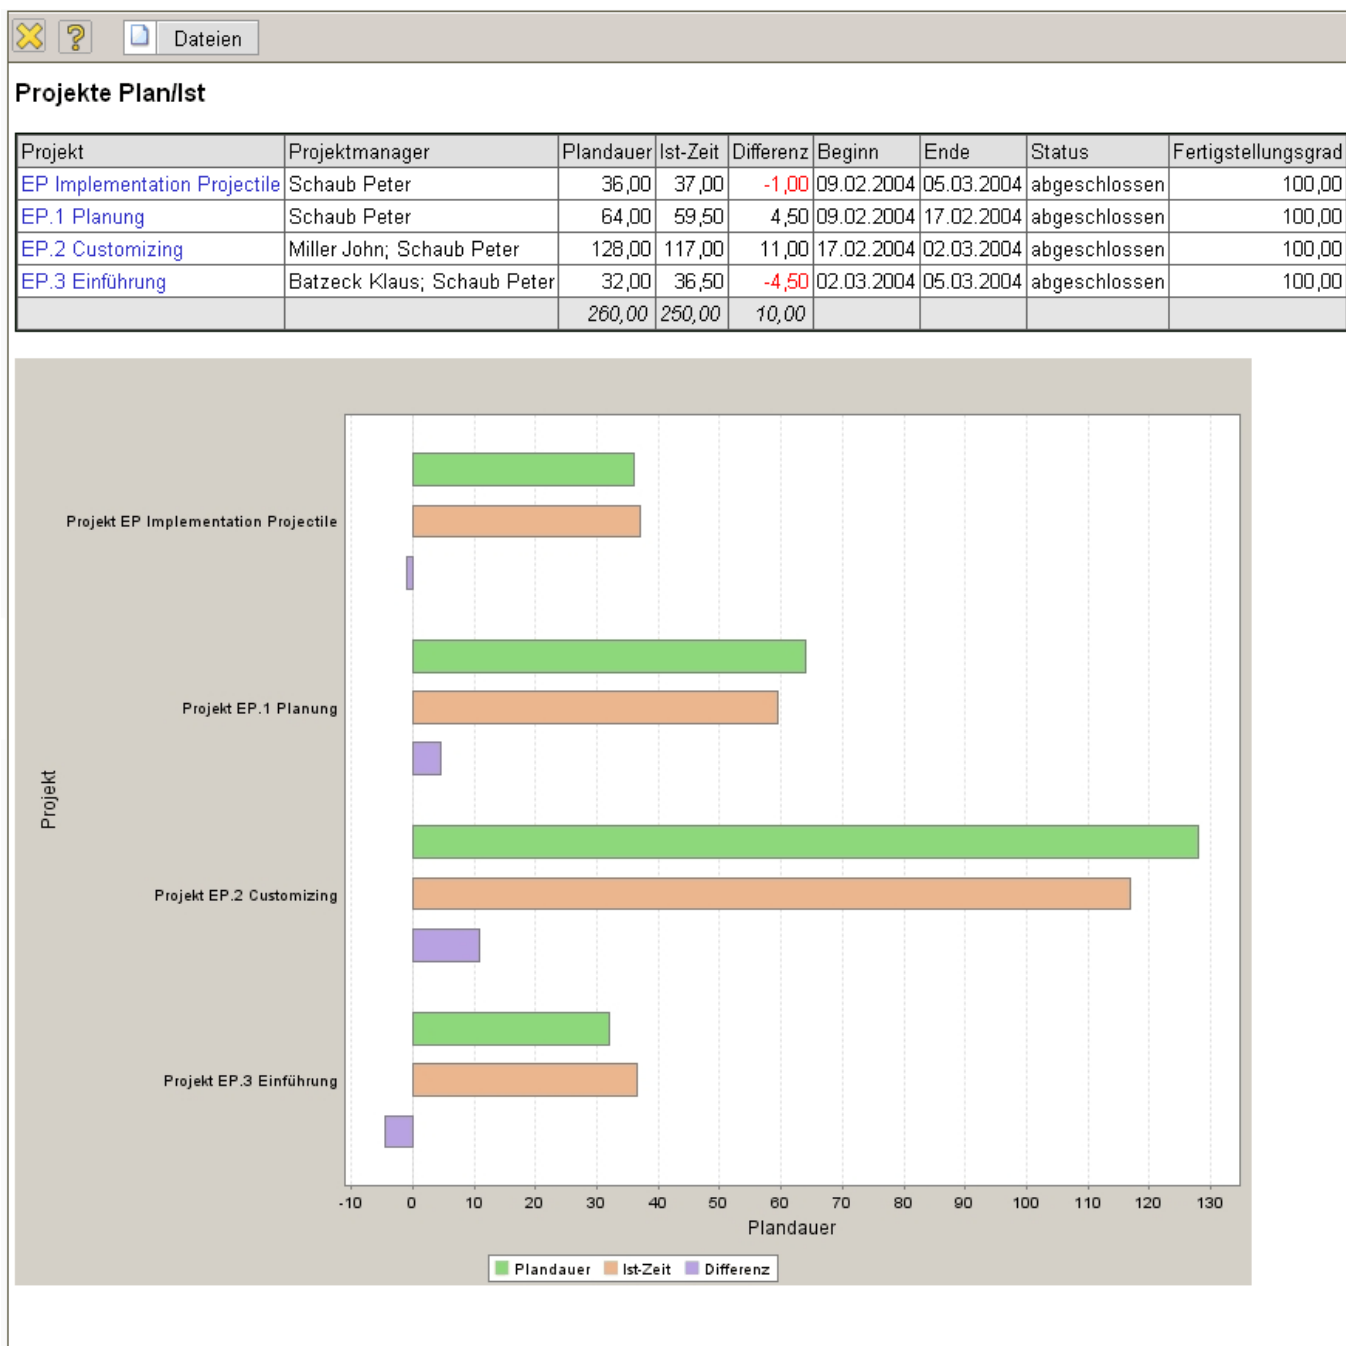 Dateien
Projekte Plan/Ist
Projekt Projektmanager Plandauer Ist-Zeit Differenz Beginn Ende Status Fertigstellungsgrad
EP Implementation Projectile Schaub Peter 36,00 37,00 -1,00 09.02.2004 05.03.2004 abgeschlossen 100,00
EP.1 Planung Schaub Peter 64,00 59,50 4,50 09.02.2004 17.02.2004 abgeschlossen 100,00
EP.2 Customizing Miller John; Schaub Peter 128,00 117,00 11,00 17.02.2004 02.03.2004 abgeschlossen 100,00
EP.3 Einführung Batzeck Klaus; Schaub Peter 32,00 36,50 -4,50 02.03.2004 05.03.2004 abgeschlossen 100,00
260,00 250,00 10,00
Projekt EP Implementation Projectile
Projekt EP.1 Planung
Projekt
Projekt EP.2 Customizing
Projekt EP.3 Einführung
-10 0 10 20 30 40 50 60 70 80 90 100 110 120 130
Plandauer
Plandauer Ist-Zeit Differenz